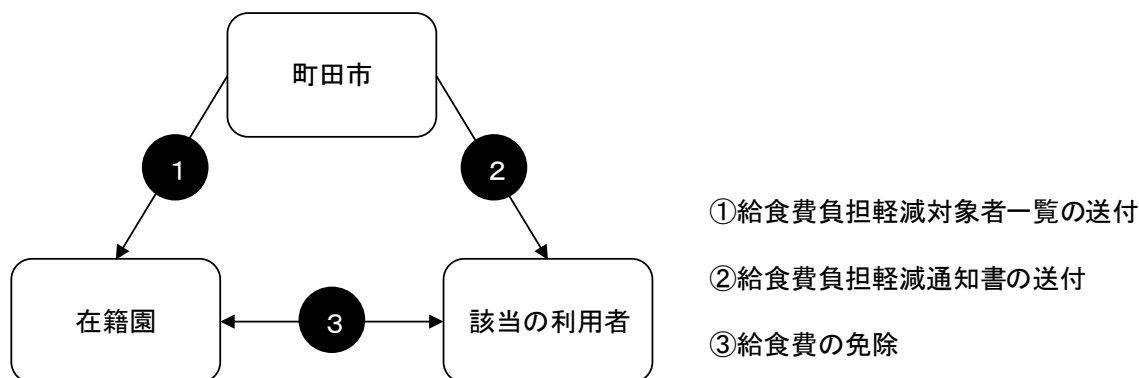 町田市
1
2
①給食費負担軽減対象者一覧の送付
②給食費負担軽減通知書の送付
在籍園
3
該当の利用者
③給食費の免除